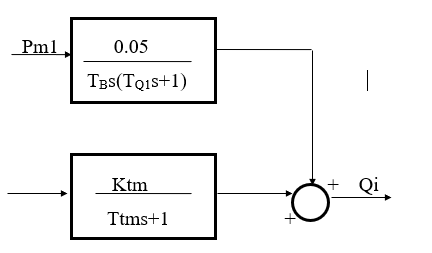 Pm1
0.05
TBs(TQ1s+1)
Ktm
Ttms+1
+
Qi
+